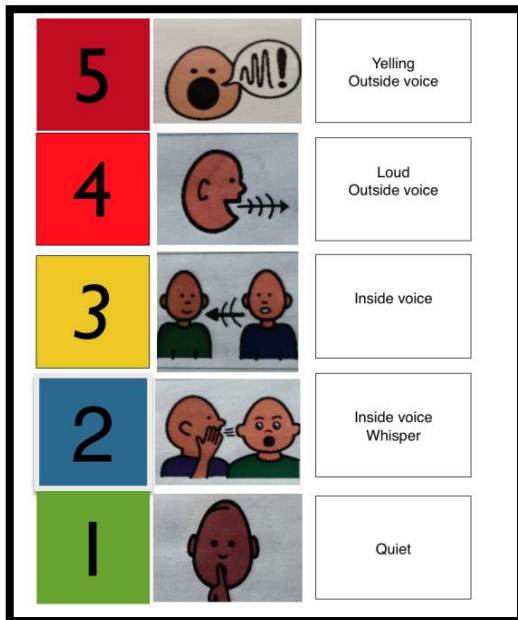 5
Yelling
Outside voice
!
4
Loud
Outside voice
3
Inside voice
2
Inside voice
Whisper
1
Quiet